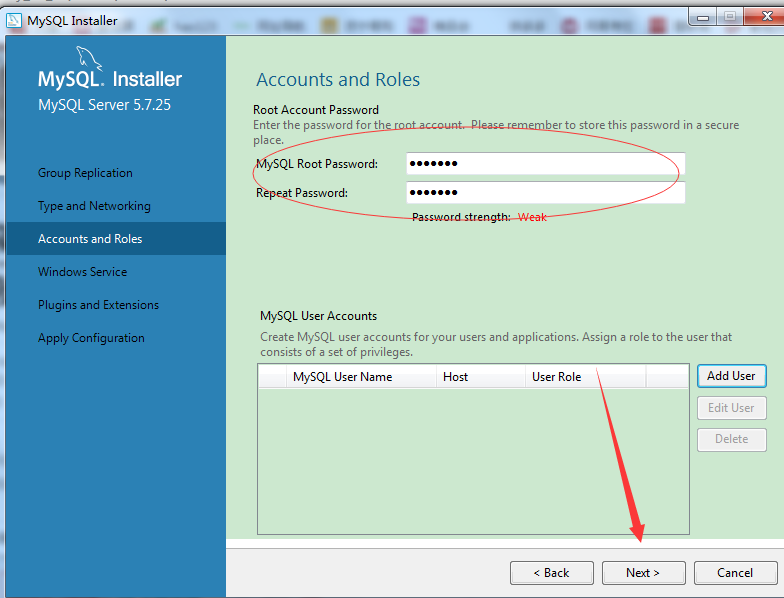 MySQL Installer
MySQL. Installer
MySQL Server 5.7.25
Group Replication
Type and Networking
Accounts and Roles
Windows Service
Plugins and Extensions
Apply Configuration
Accounts and Roles
Root Account Password
Enter the password for the root account. Please remember to store this password in a secure
place.
MySQL Root Password: •••••••
Repeat Password: •••••••
Password strength: Weak
MySQL User Accounts
Create MySQL user accounts for your users and applications. Assign a role to the user that
consists of a set of privileges.
MySQL User Name Host User Role
Add User
Edit User
Delete
< Back Next > Cancel